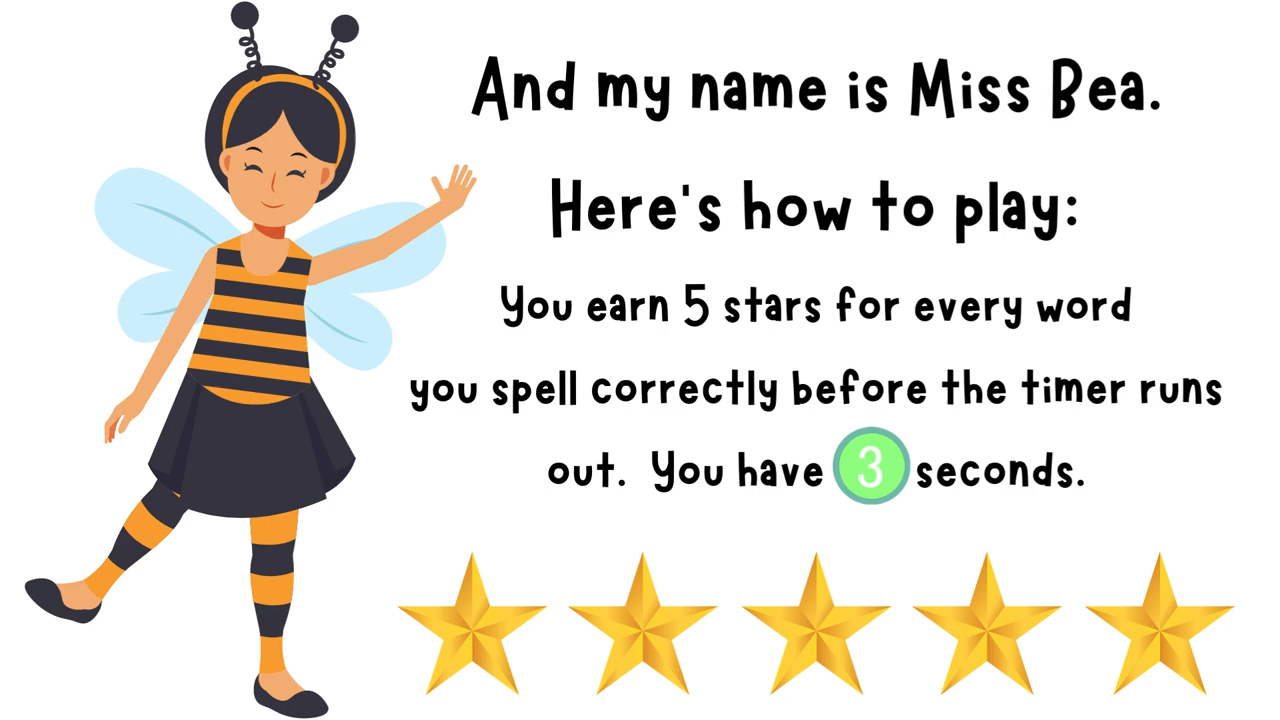 And my name is Miss Bea.
Here's how to play:
You earn 5 stars for every word
you spell correctly before the timer runs
out. You have 3 seconds.